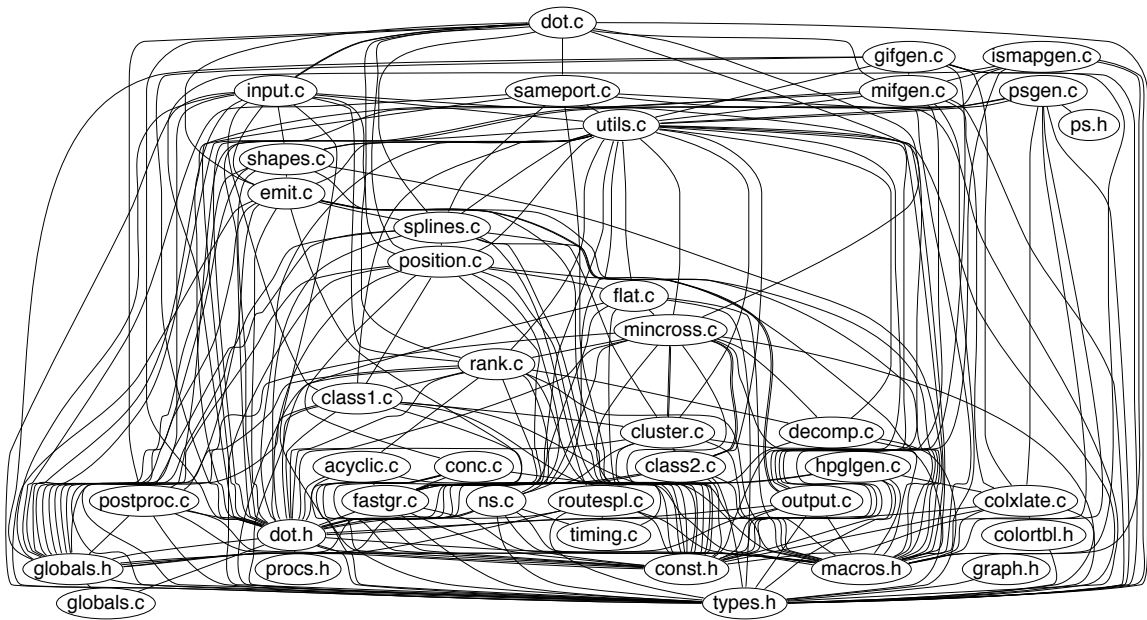 dot.c
gifgen.c
ismapgen.c
input.c
sameport.c
mifgen.c
psgen.c
utils.c
ps.h
shapes.c
emit.c
splines.c
position.c
flat.c
mincross.c
rank.c
class1.c
cluster.c
decomp.c
acyclic.c
conc.c
class2.c
hpglgen.c
postproc.c
fastgr.c
ns.c
routespl.c
output.c
colxlate.c
dot.h
timing.c
colortbl.h
globals.h
procs.h
const.h
macros.h
graph.h
globals.c
types.h